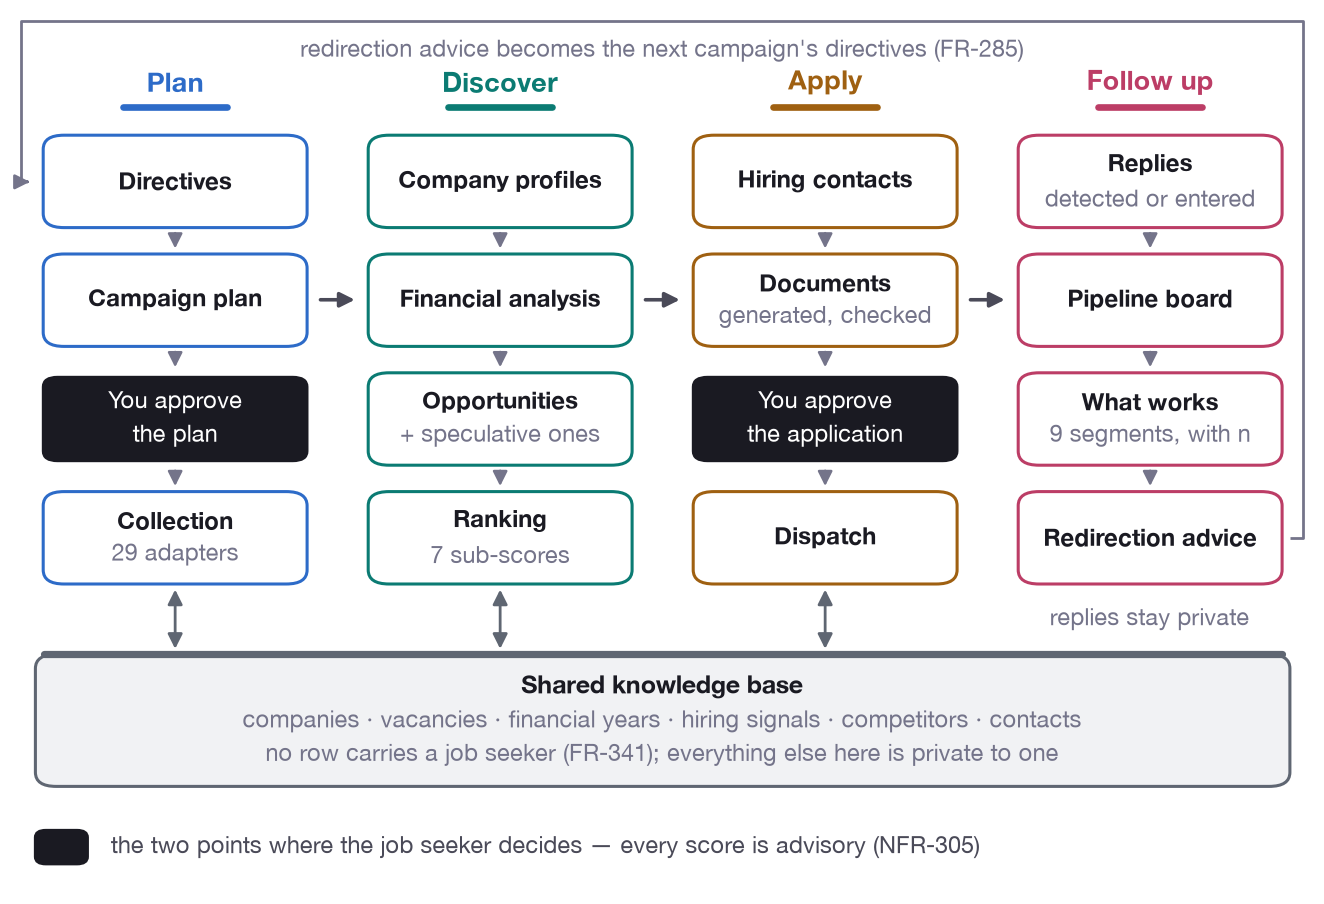 redirection advice becomes the next campaign's directives (FR-285)
Plan
Discover
Apply
Follow up
Directives
Company profiles
Hiring contacts
Replies
detected or entered
Campaign plan
Financial analysis
Documents
generated, checked
Pipeline board
You approve
the plan
Opportunities
+ speculative ones
You approve
the application
What works
9 segments, with n
Collection
29 adapters
Ranking
7 sub-scores
Dispatch
Redirection advice
replies stay private
Shared knowledge base
companies · vacancies · financial years · hiring signals · competitors · contacts
no row carries a job seeker (FR-341); everything else here is private to one
the two points where the job seeker decides — every score is advisory (NFR-305)